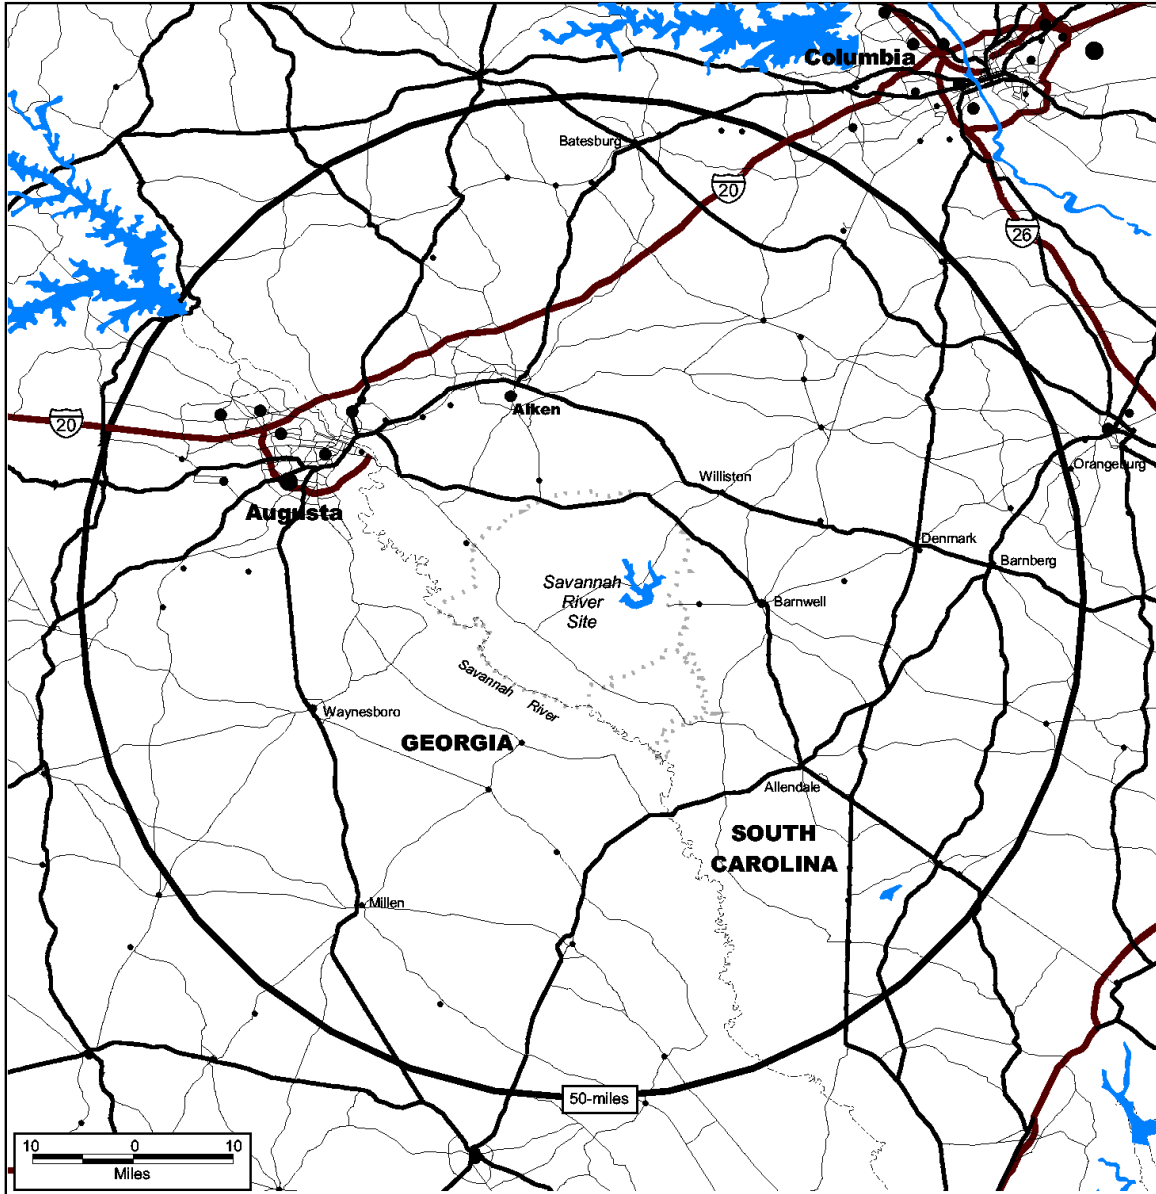 Columbia
Batesburg
20
26
20
Aiken
Orangeburg
Williston
Augusta
Denmark
Barnberg
Savannah
River
Site
Barnwell
Savannah
River
Waynesboro
GEORGIA
Allendale
SOUTH
CAROLINA
Millen
50-miles
10 0 10
Miles